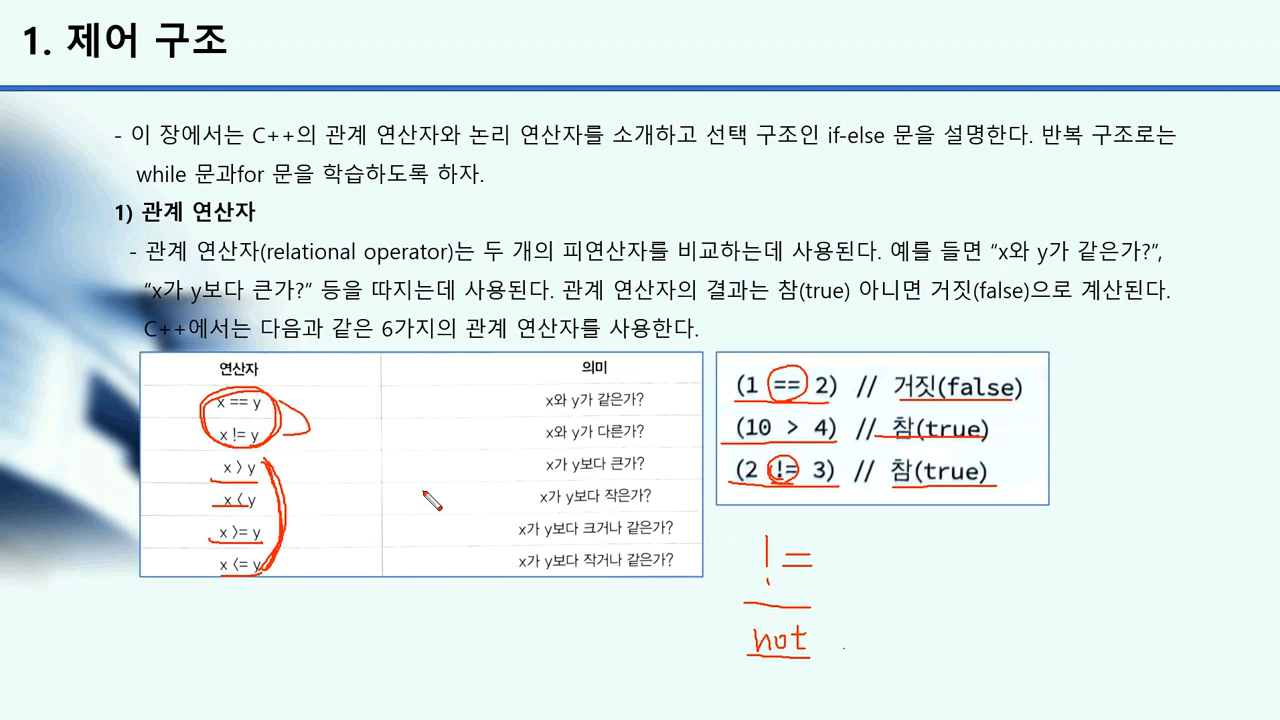 1. 제어 구조
- 이 장에서는 C++의 관계 연산자와 논리 연산자를 소개하고 선택 구조인 if-else 문을 설명한다. 반복 구조로는
while 문과for 문을 학습하도록 하자.
1) 관계 연산자
- 관계 연산자(relational operator)는 두 개의 피연산자를 비교하는데 사용된다. 예를 들면 “x와 y가 같은가?”,
“x가 y보다 큰가?” 등을 따지는데 사용된다. 관계 연산자의 결과는 참(true) 아니면 거짓(false)으로 계산된다.
C++에서는 다음과 같은 6가지의 관계 연산자를 사용한다.
연산자 의미
x == y x와 y가 같은가?
x != y x와 y가 다른가?
x > y x가 y보다 큰가?
x < y x가 y보다 작은가?
x >= y x가 y보다 크거나 같은가?
x <= y x가 y보다 작거나 같은가?
(1 == 2) // 거짓(false)
(10 > 4) // 참(true)
(2 != 3) // 참(true)
!=
not